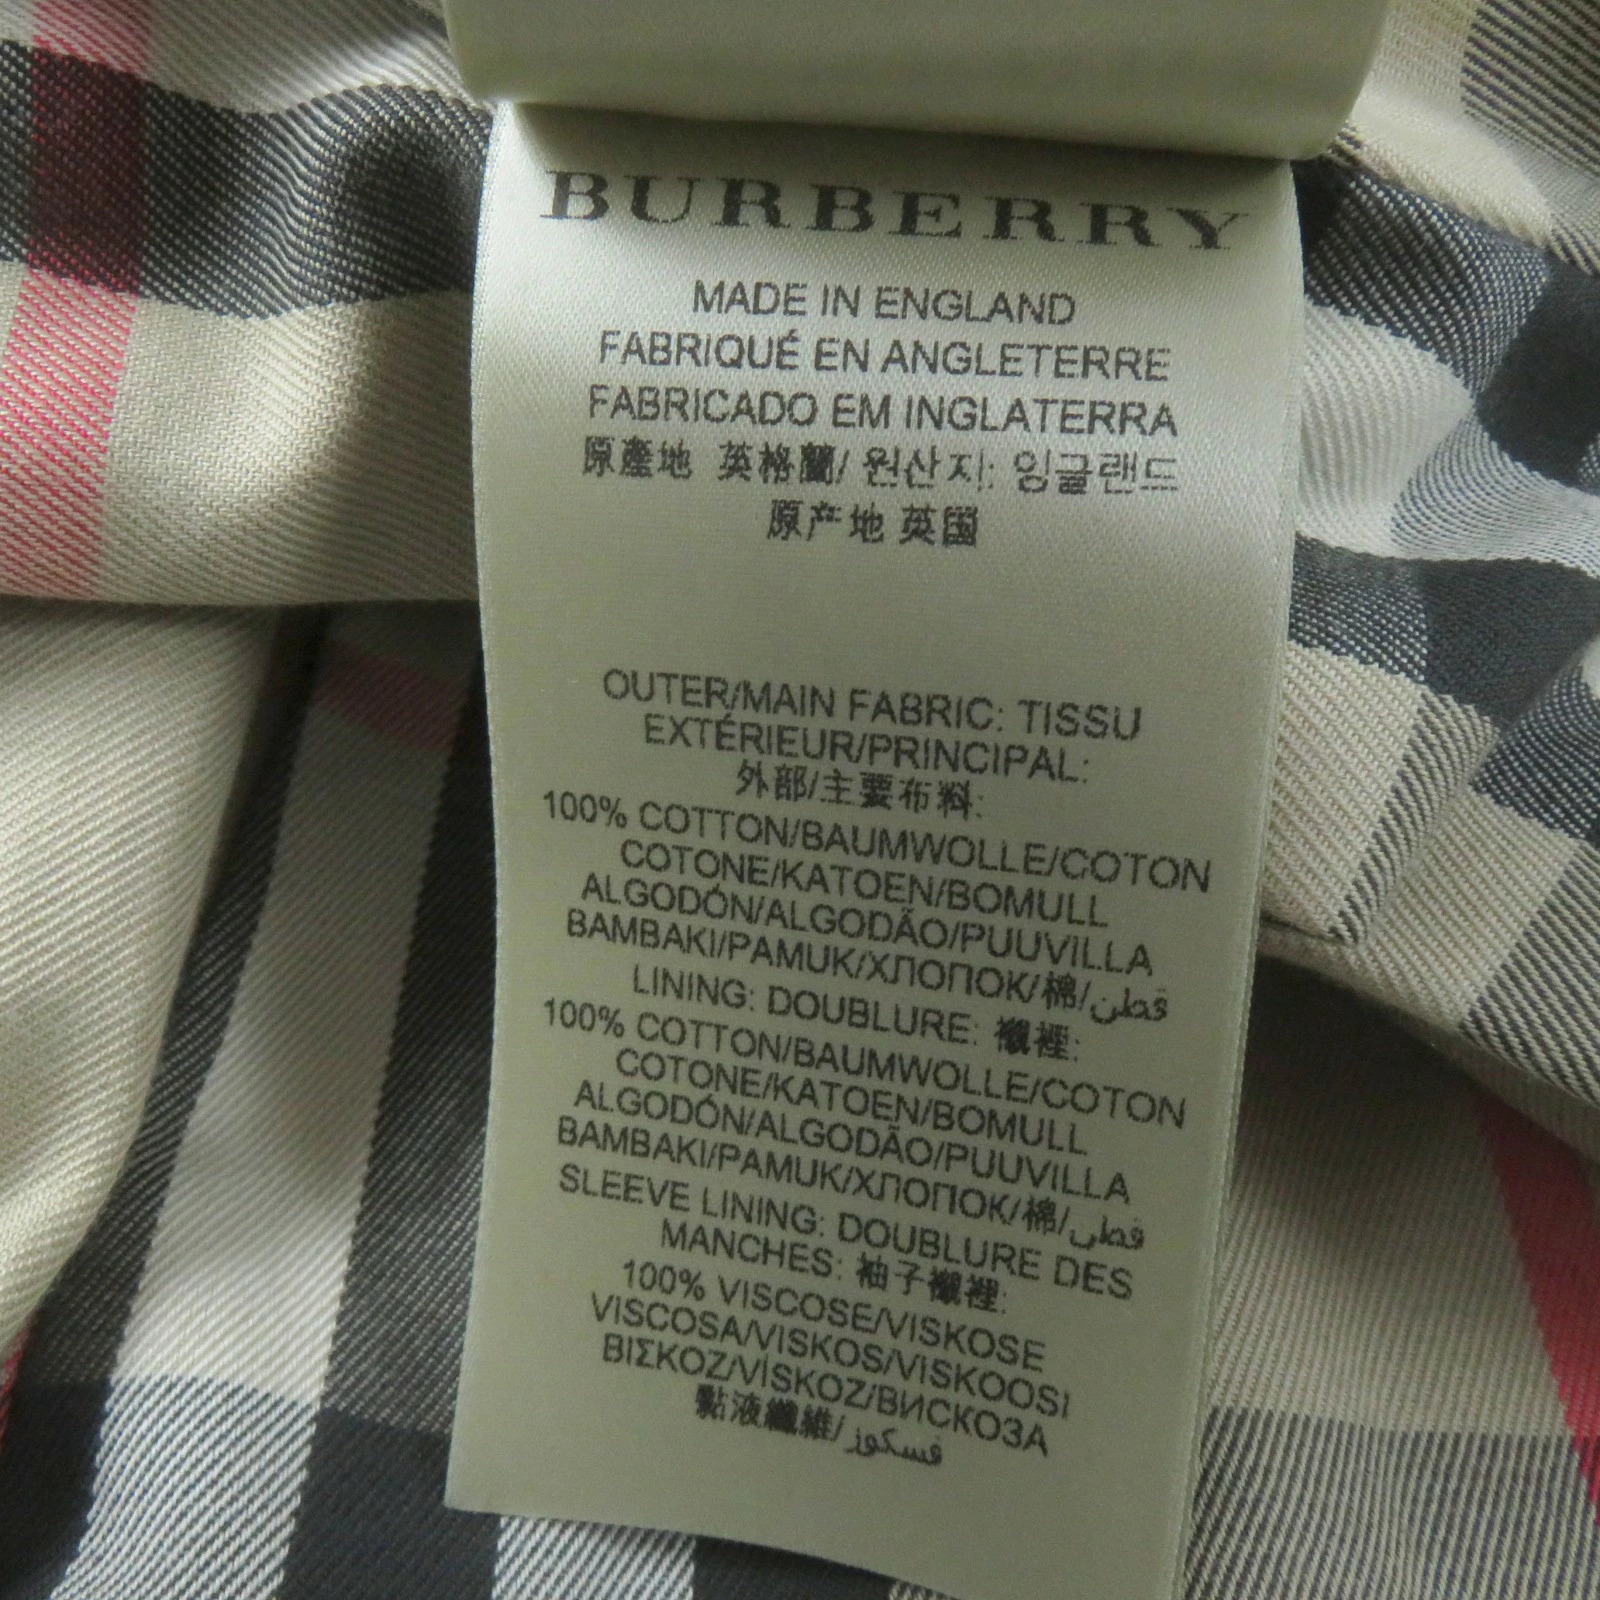 BURBERRY
MADE IN ENGLAND
FABRIQUÉ EN ANGLETERRE
FABRICADO EM INGLATERRA
原產地 英格蘭/ 원산지: 잉글랜드
原产地 英国
OUTER/MAIN FABRIC: TISSU
EXTÉRIEUR/PRINCIPAL:
外部/主要布料:
100% COTTON/BAUMWOLLE/COTON
COTONE/KATOEN/BOMULL
ALGODÓN/ALGODÃO/PUUVILLA
BAMBAKI/PAMUK/ХЛОПОК/棉/قطن
LINING: DOUBLURE: 襯裡:
100% COTTON/BAUMWOLLE/COTON
COTONE/KATOEN/BOMULL
ALGODÓN/ALGODÃO/PUUVILLA
BAMBAKI/PAMUK/ХЛОПОК/棉/قطن
SLEEVE LINING: DOUBLURE DES
MANCHES: 袖子襯裡:
100% VISCOSE/VISKOSE
VISCOSA/VISKOS/VISKOOSI
ΒΙΣΚΟΖ/VİSKOZ/ВИСКОЗА
黏液纖維/فسكوز